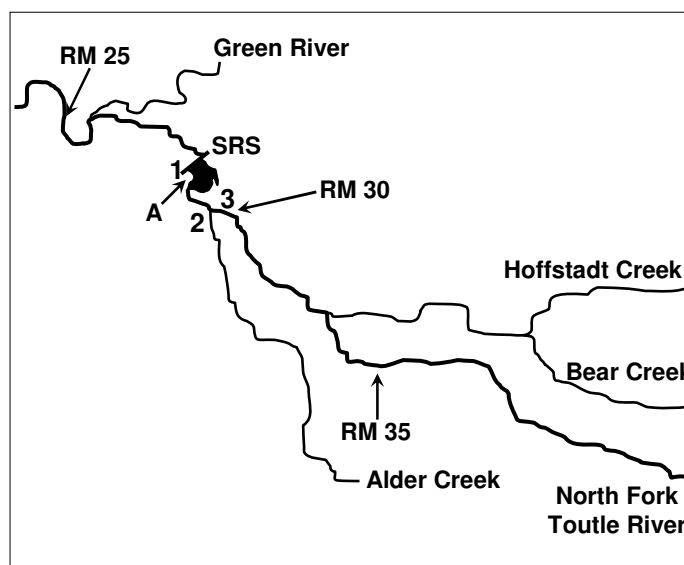 Green River
RM 25
SRS
1
A
2
3
RM 30
Hoffstadt Creek
Bear Creek
RM 35
Alder Creek
North Fork
Toutle River